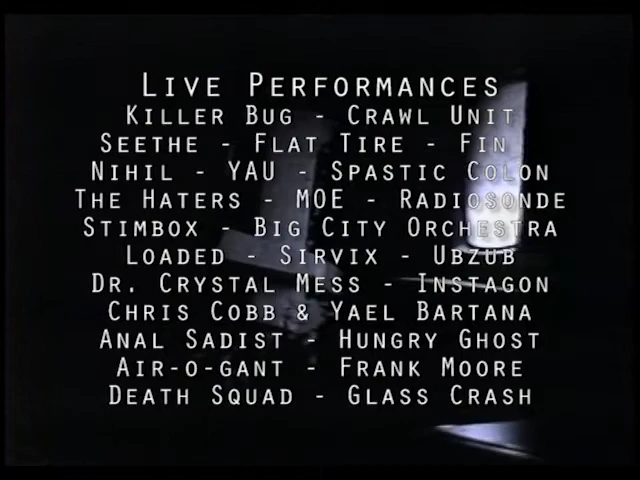 Live Performances
Killer Bug - Crawl Unit
Seethe - Flat Tire - Fin
Nihil - YAU - Spastic Colon
The Haters - MOE - Radiosonde
Stimbox - Big City Orchestra
Loaded - Sirvix - Ubzub
Dr. Crystal Mess - Instagon
Chris Cobb & Yael Bartana
Anal Sadist - Hungry Ghost
Air-o-gant - Frank Moore
Death Squad - Glass Crash